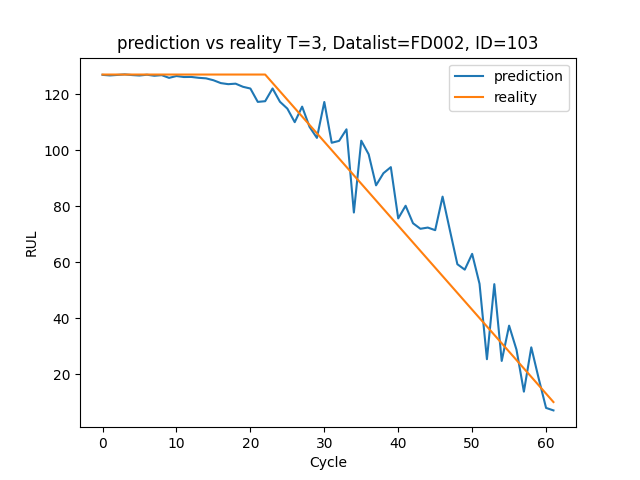 prediction vs reality T=3, Datalist=FD002, ID=103
prediction
reality
RUL
120
100
80
60
40
20
0 10 20 30 40 50 60
Cycle